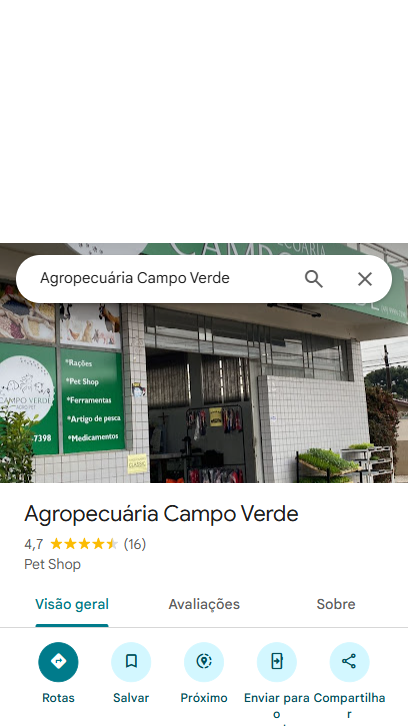 Agropecuária Campo Verde
*Rações
*Pet Shop
*Ferramentas
*Artigo de pesca
*Medicamentos
CAMPO VERDE
-7398
Agropecuária Campo Verde
4,7 (16)
Pet Shop
Visão geral Avaliações Sobre
Rotas Salvar Próximo Enviar para o Compartilhar